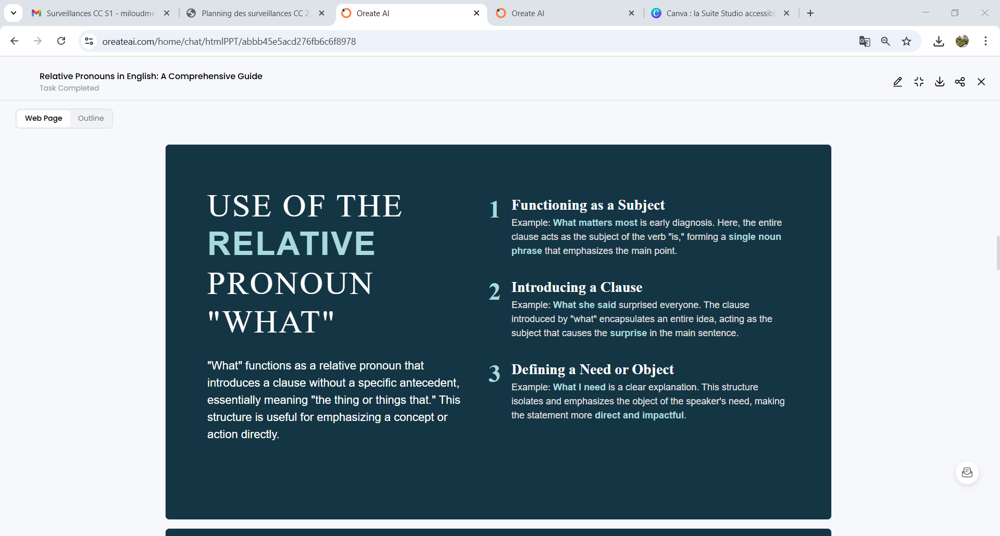 Surveillances CC S1 - miloudme
Planning des surveillances CC 2
Oreate AI
Oreate AI
Canva : la Suite Studio accessibl
oreateai.com/home/chat/htmlPPT/abbb45e5acd276fb6c6f8978
Relative Pronouns in English: A Comprehensive Guide
Task Completed
Web Page
Outline
USE OF THE
RELATIVE
PRONOUN
"WHAT"
"What" functions as a relative pronoun that
introduces a clause without a specific antecedent,
essentially meaning "the thing or things that." This
structure is useful for emphasizing a concept or
action directly.
1
Functioning as a Subject
Example: What matters most is early diagnosis. Here, the entire
clause acts as the subject of the verb "is," forming a single noun
phrase that emphasizes the main point.
2
Introducing a Clause
Example: What she said surprised everyone. The clause
introduced by "what" encapsulates an entire idea, acting as the
subject that causes the surprise in the main sentence.
3
Defining a Need or Object
Example: What I need is a clear explanation. This structure
isolates and emphasizes the object of the speaker's need, making
the statement more direct and impactful.